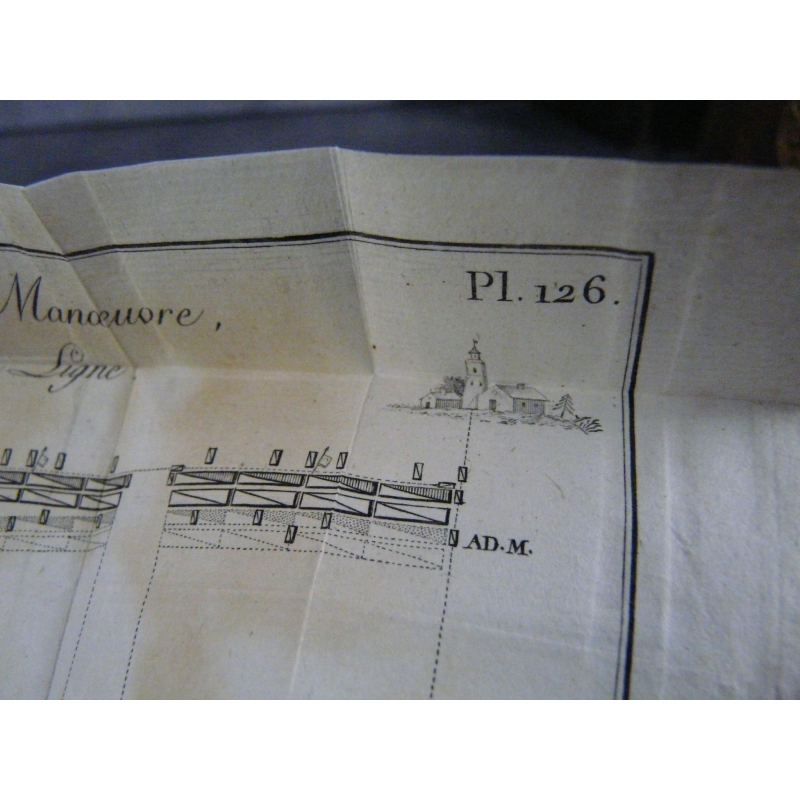 Pl. 126.
Manœuvre,
Ligne
AD. M.